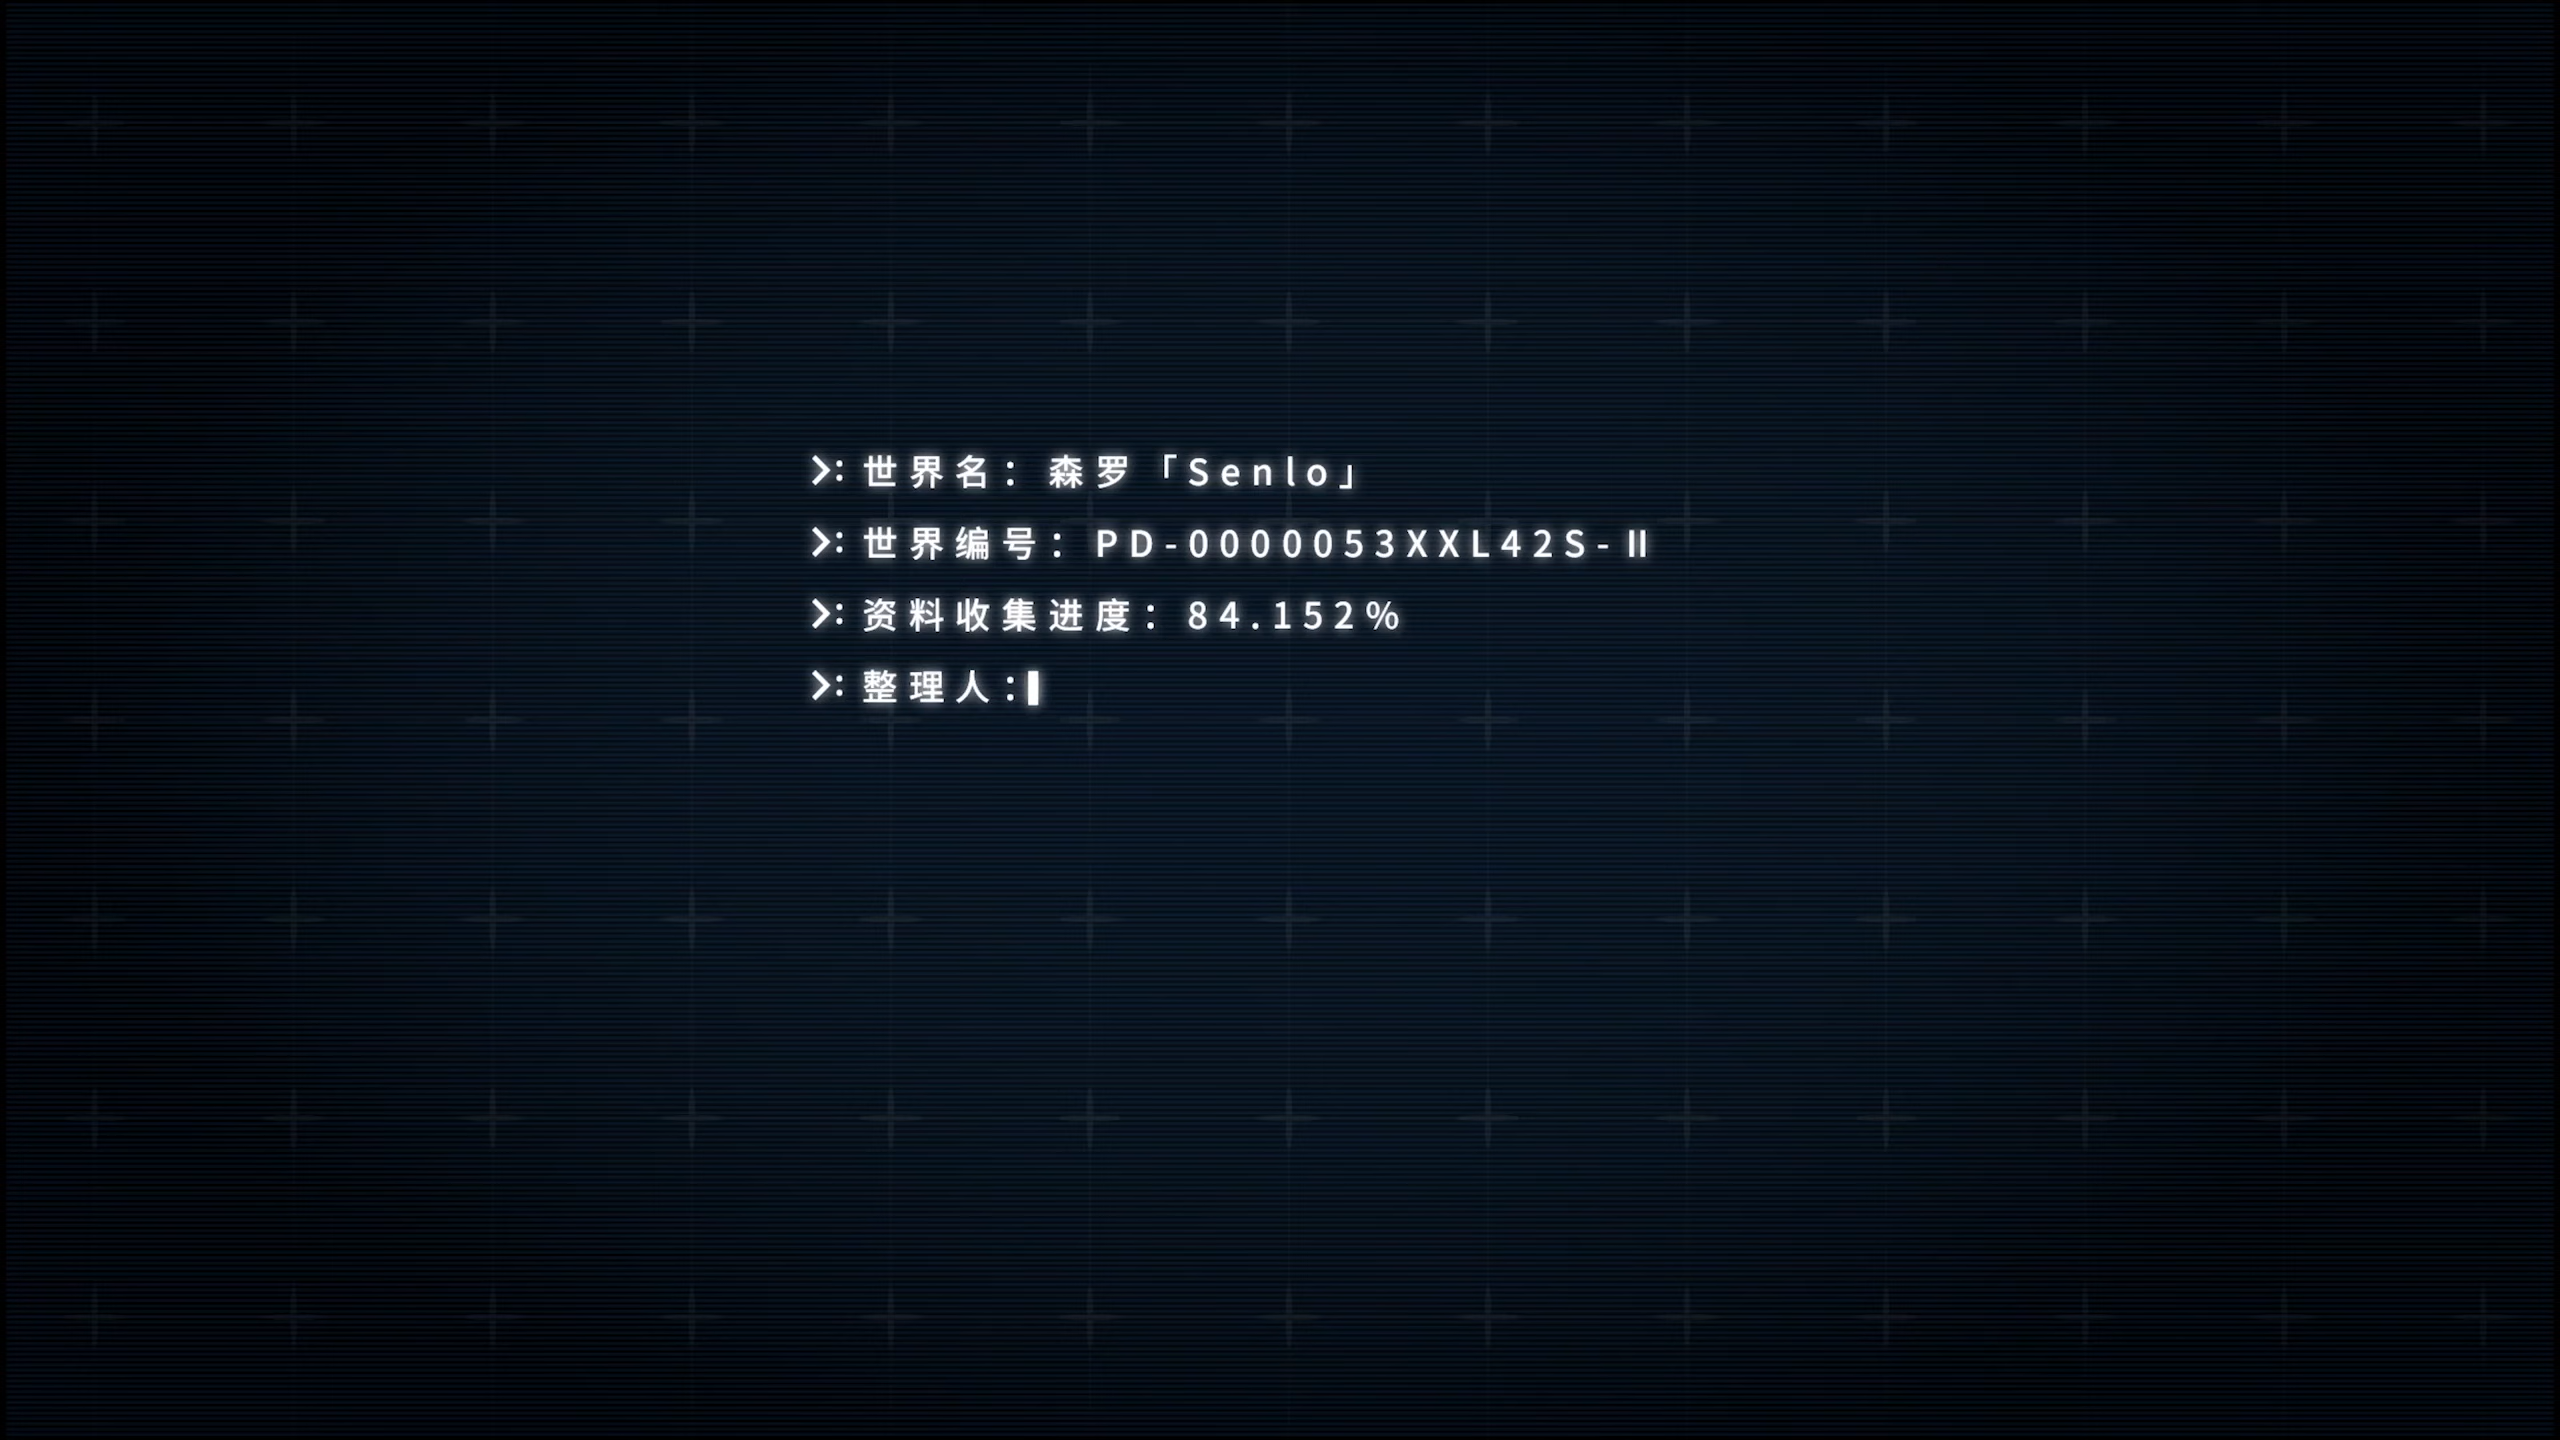 >: 世界名：森罗「Senlo」
>: 世界编号：PD-0000053XXL42S-Ⅱ
>: 资料收集进度：84.152%
>: 整理人: